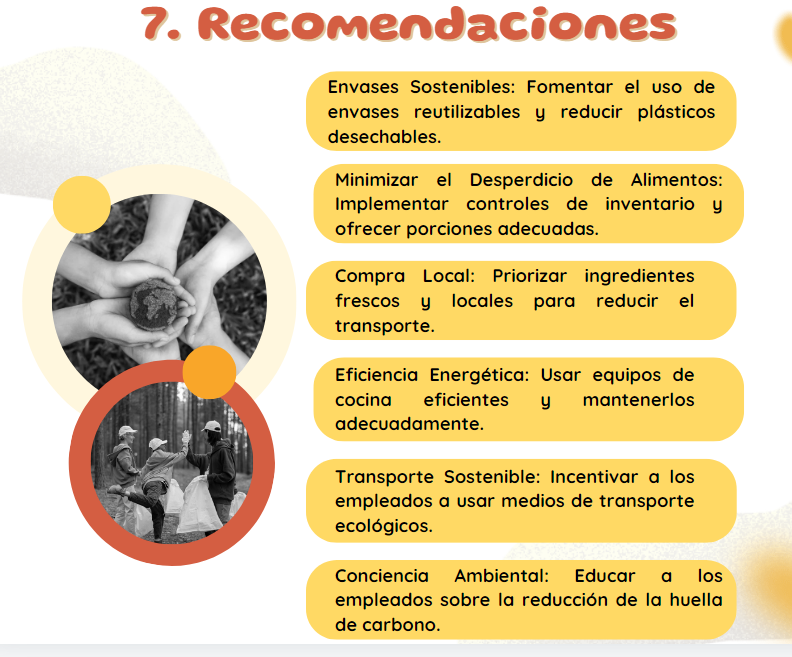 7. Recomendaciones
Envases Sostenibles: Fomentar el uso de
envases reutilizables y reducir plásticos
desechables.
Minimizar el Desperdicio de Alimentos:
Implementar controles de inventario y
ofrecer porciones adecuadas.
Compra Local: Priorizar ingredientes
frescos y locales para reducir el
transporte.
Eficiencia Energética: Usar equipos de
cocina eficientes y mantenerlos
adecuadamente.
Transporte Sostenible: Incentivar a los
empleados a usar medios de transporte
ecológicos.
Conciencia Ambiental: Educar a los
empleados sobre la reducción de la huella
de carbono.